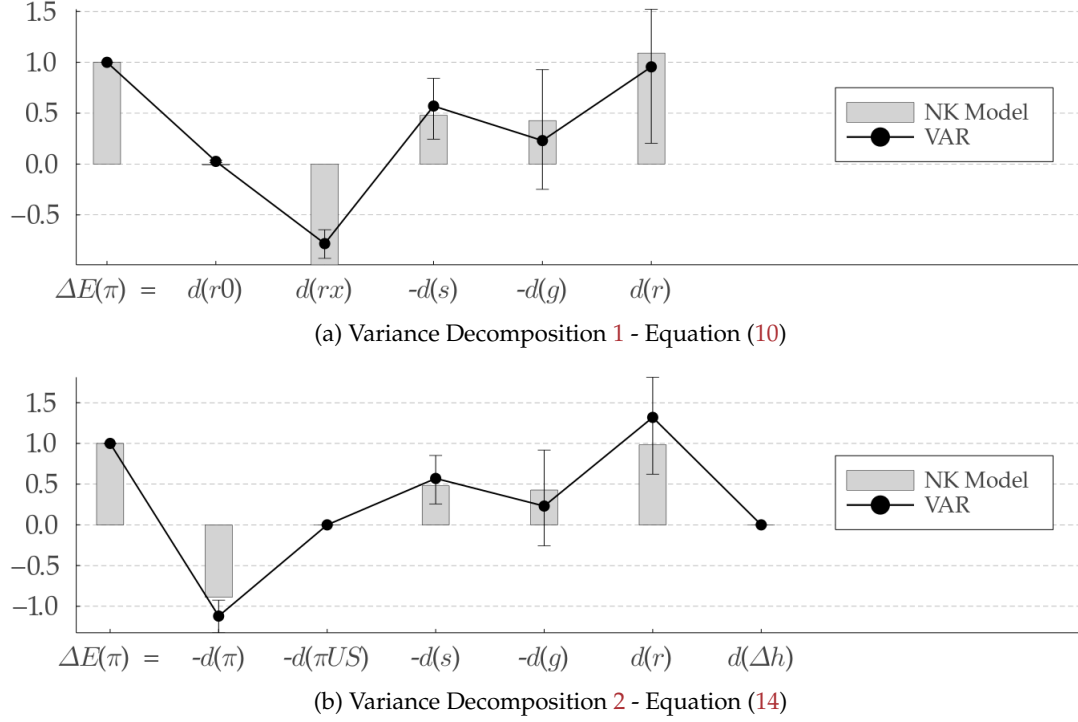 1.5
1.0
0.5
0.0
−0.5
NK Model
VAR
ΔE(π) = d(r0) d(rx) -d(s) -d(g) d(r)
(a) Variance Decomposition 1 - Equation (10)
1.5
1.0
0.5
0.0
−0.5
−1.0
NK Model
VAR
ΔE(π) = -d(π) -d(πUS) -d(s) -d(g) d(r) d(Δh)
(b) Variance Decomposition 2 - Equation (14)